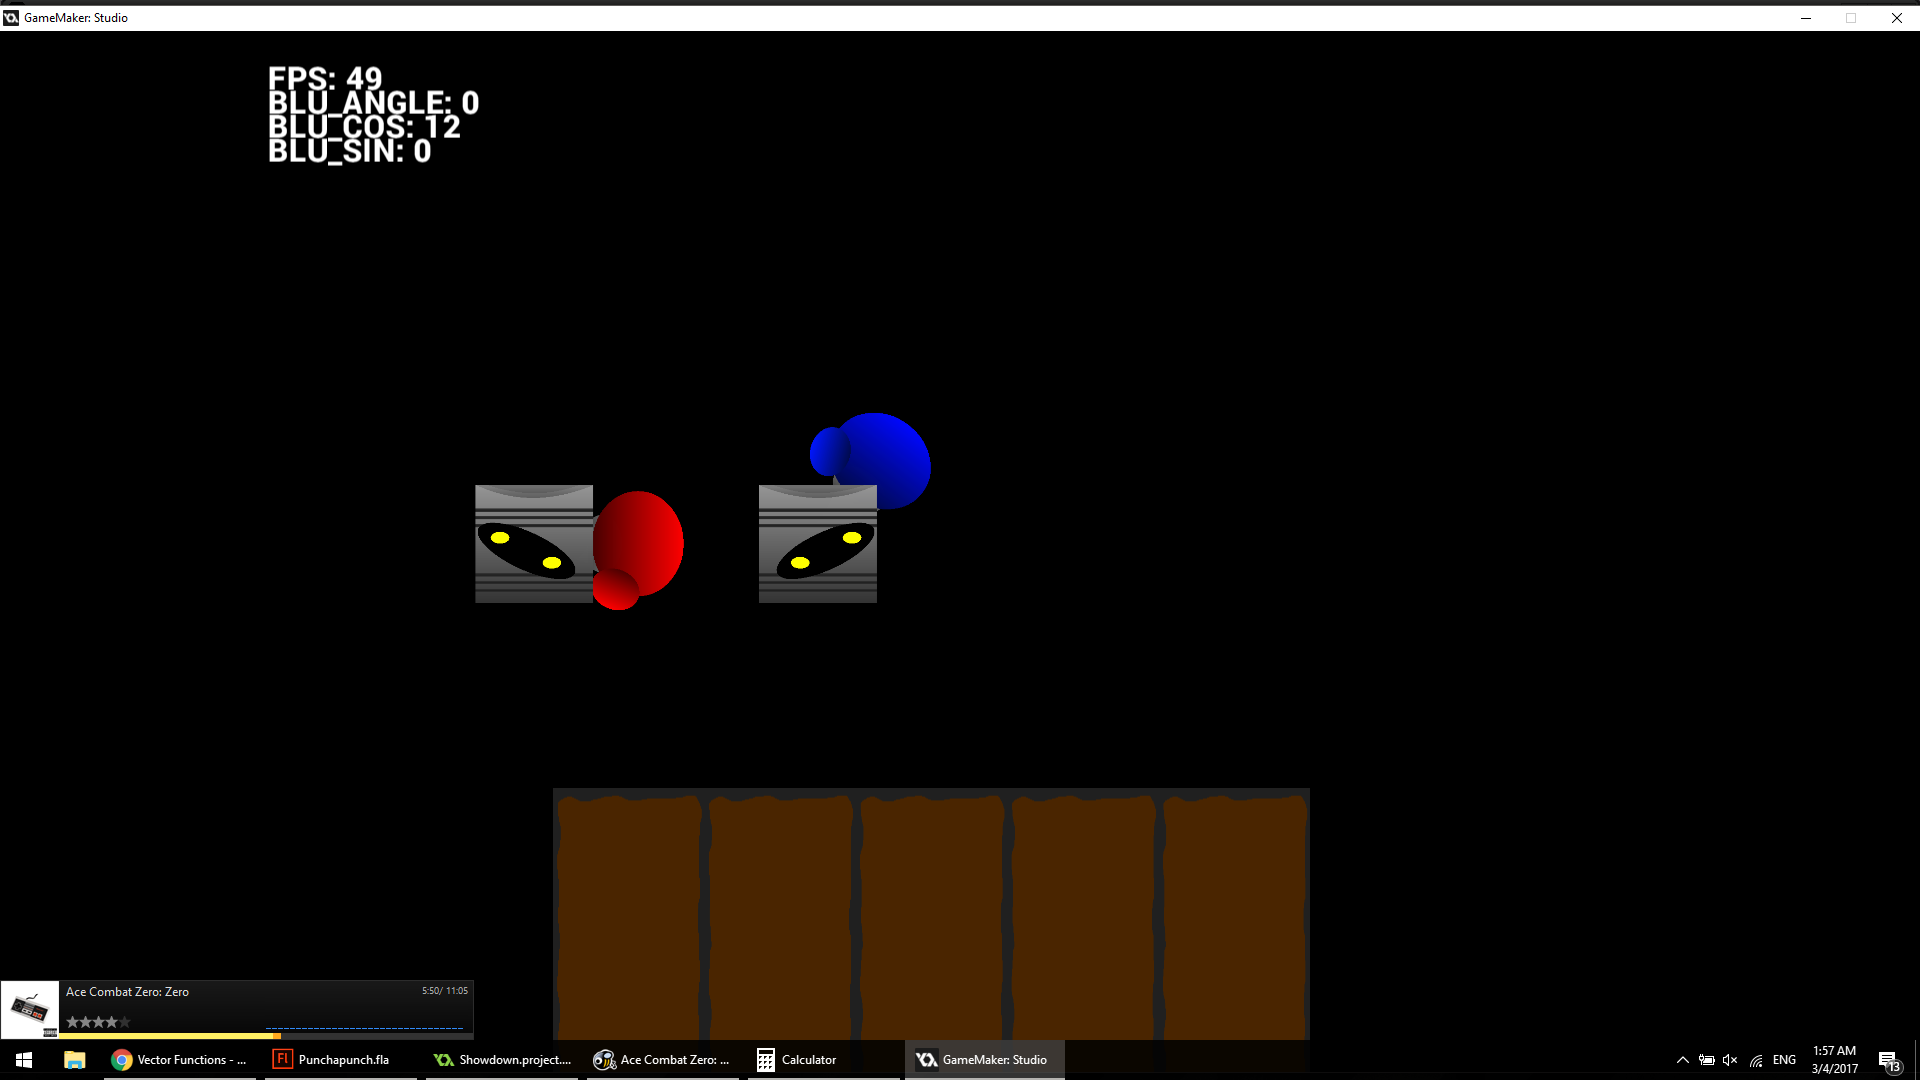 GameMaker: Studio
FPS: 49
BLU_ANGLE: 0
BLU_COS: 12
BLU_SIN: 0
Ace Combat Zero: Zero
5:50/ 11:05
Vector Functions - ...
Punchapunch.fla
Showdown.project....
Ace Combat Zero: ...
Calculator
GameMaker: Studio
ENG
1:57 AM
3/4/2017
13